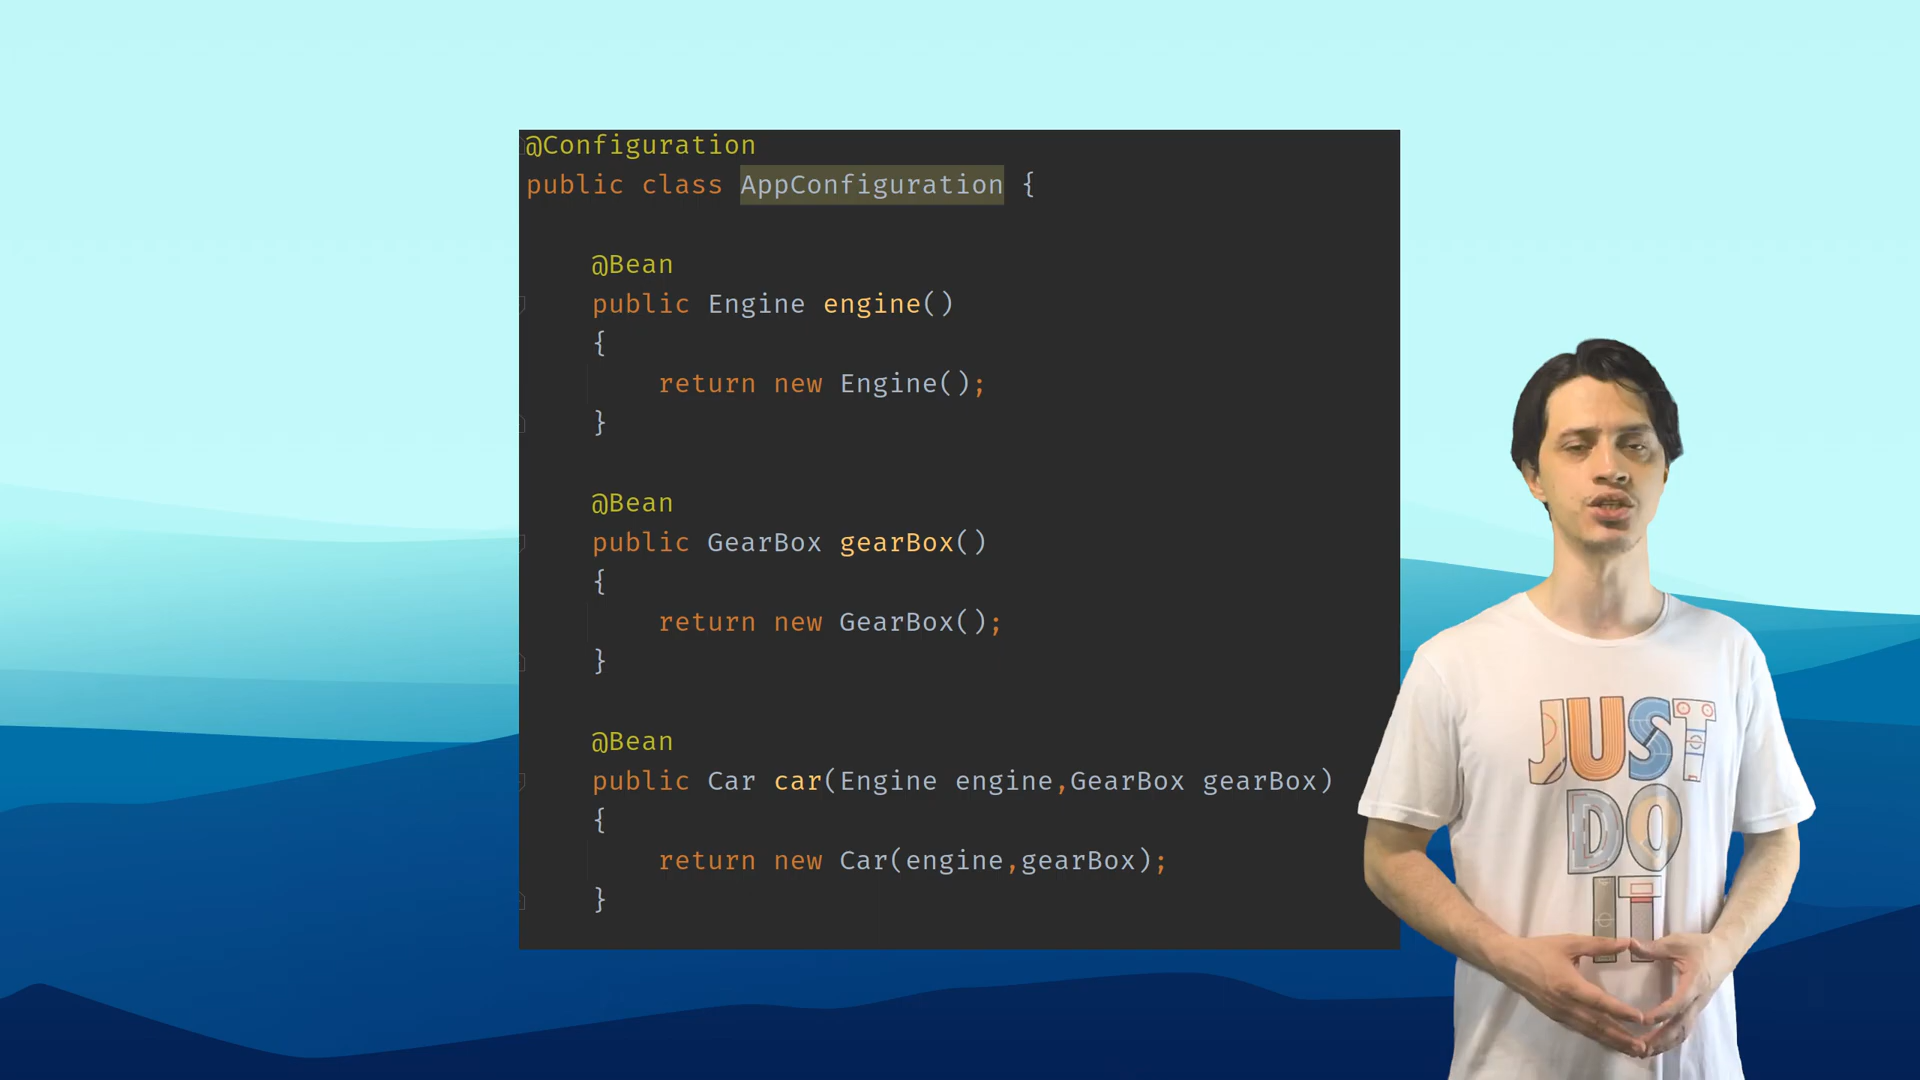 @Configuration
public class AppConfiguration {
@Bean
public Engine engine()
{
return new Engine();
}
@Bean
public GearBox gearBox()
{
return new GearBox();
}
@Bean
public Car car(Engine engine,GearBox gearBox)
{
return new Car(engine,gearBox);
}
JUST
DO
IT